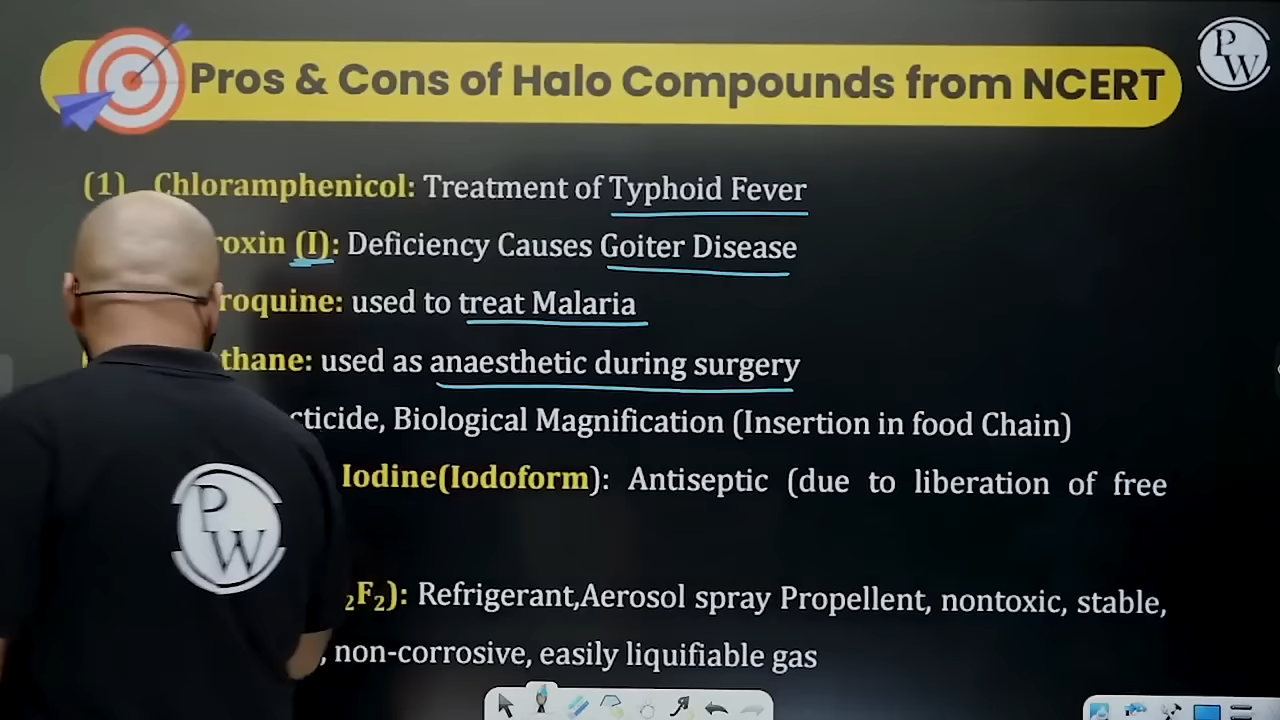 Pros & Cons of Halo Compounds from NCERT
PW
(1) Chloramphenicol: Treatment of Typhoid Fever
roxin (I): Deficiency Causes Goiter Disease
roquine: used to treat Malaria
thane: used as anaesthetic during surgery
cticide, Biological Magnification (Insertion in food Chain)
Iodine(Iodoform): Antiseptic (due to liberation of free
PW
₂F₂): Refrigerant,Aerosol spray Propellent, nontoxic, stable,
, non-corrosive, easily liquifiable gas